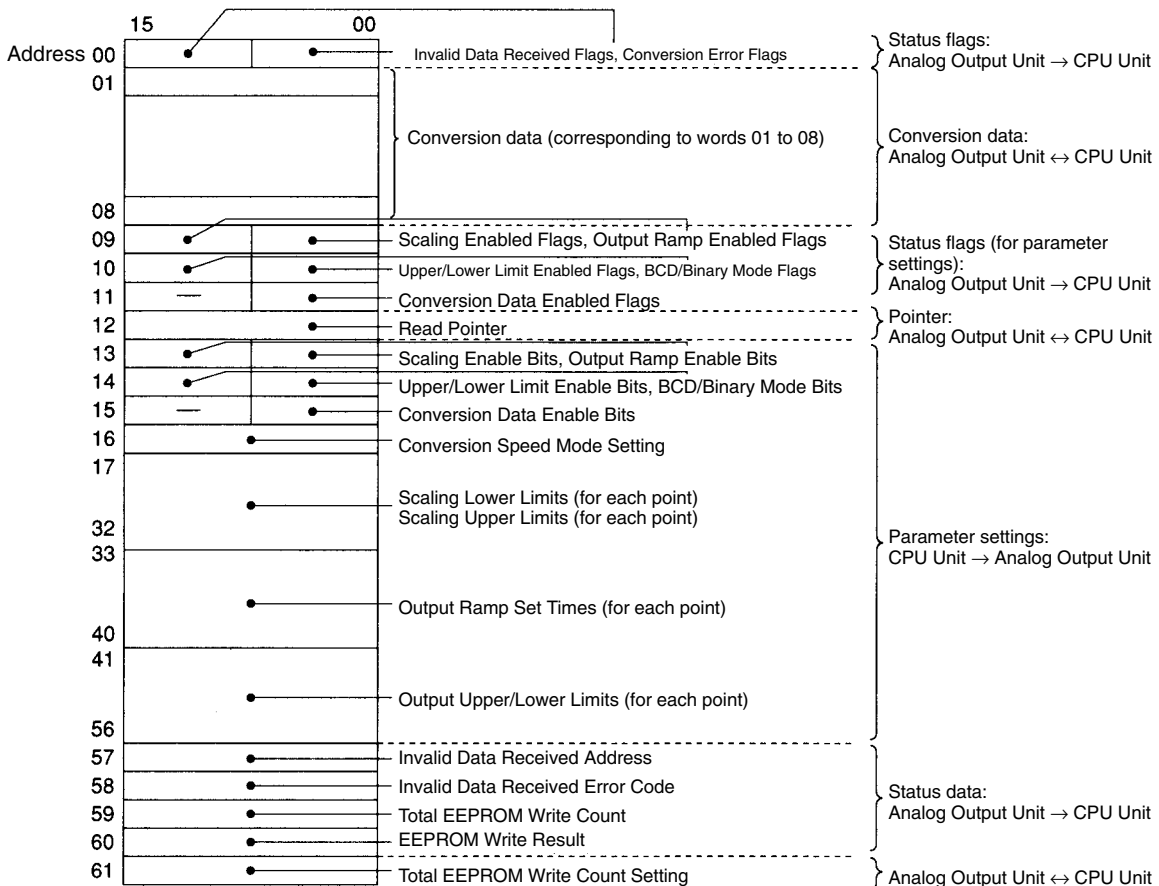 15 00
Address 00 Invalid Data Received Flags, Conversion Error Flags
Status flags:
Analog Output Unit → CPU Unit
01
Conversion data (corresponding to words 01 to 08)
Conversion data:
Analog Output Unit ↔ CPU Unit
08
09 Scaling Enabled Flags, Output Ramp Enabled Flags
10 Upper/Lower Limit Enabled Flags, BCD/Binary Mode Flags
11 — Conversion Data Enabled Flags
Status flags (for parameter
settings):
Analog Output Unit → CPU Unit
12 Read Pointer
Pointer:
Analog Output Unit ↔ CPU Unit
13 Scaling Enable Bits, Output Ramp Enable Bits
14 Upper/Lower Limit Enable Bits, BCD/Binary Mode Bits
15 — Conversion Data Enable Bits
16 Conversion Speed Mode Setting
17
Scaling Lower Limits (for each point)
Scaling Upper Limits (for each point)
32
33
Output Ramp Set Times (for each point)
40
41
Output Upper/Lower Limits (for each point)
56
Parameter settings:
CPU Unit → Analog Output Unit
57 Invalid Data Received Address
58 Invalid Data Received Error Code
59 Total EEPROM Write Count
60 EEPROM Write Result
Status data:
Analog Output Unit → CPU Unit
61 Total EEPROM Write Count Setting
Analog Output Unit ↔ CPU Unit